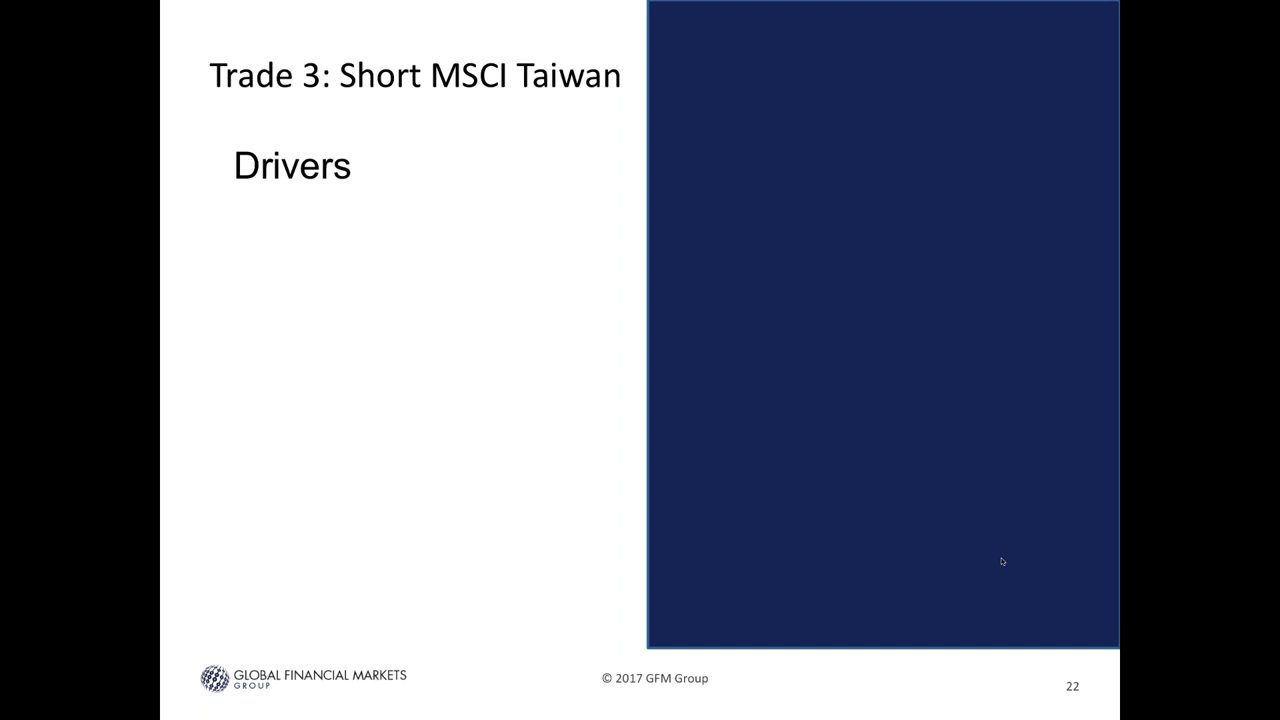 Trade 3: Short MSCI Taiwan
Drivers
GLOBAL FINANCIAL MARKETS
GROUP
© 2017 GFM Group
22